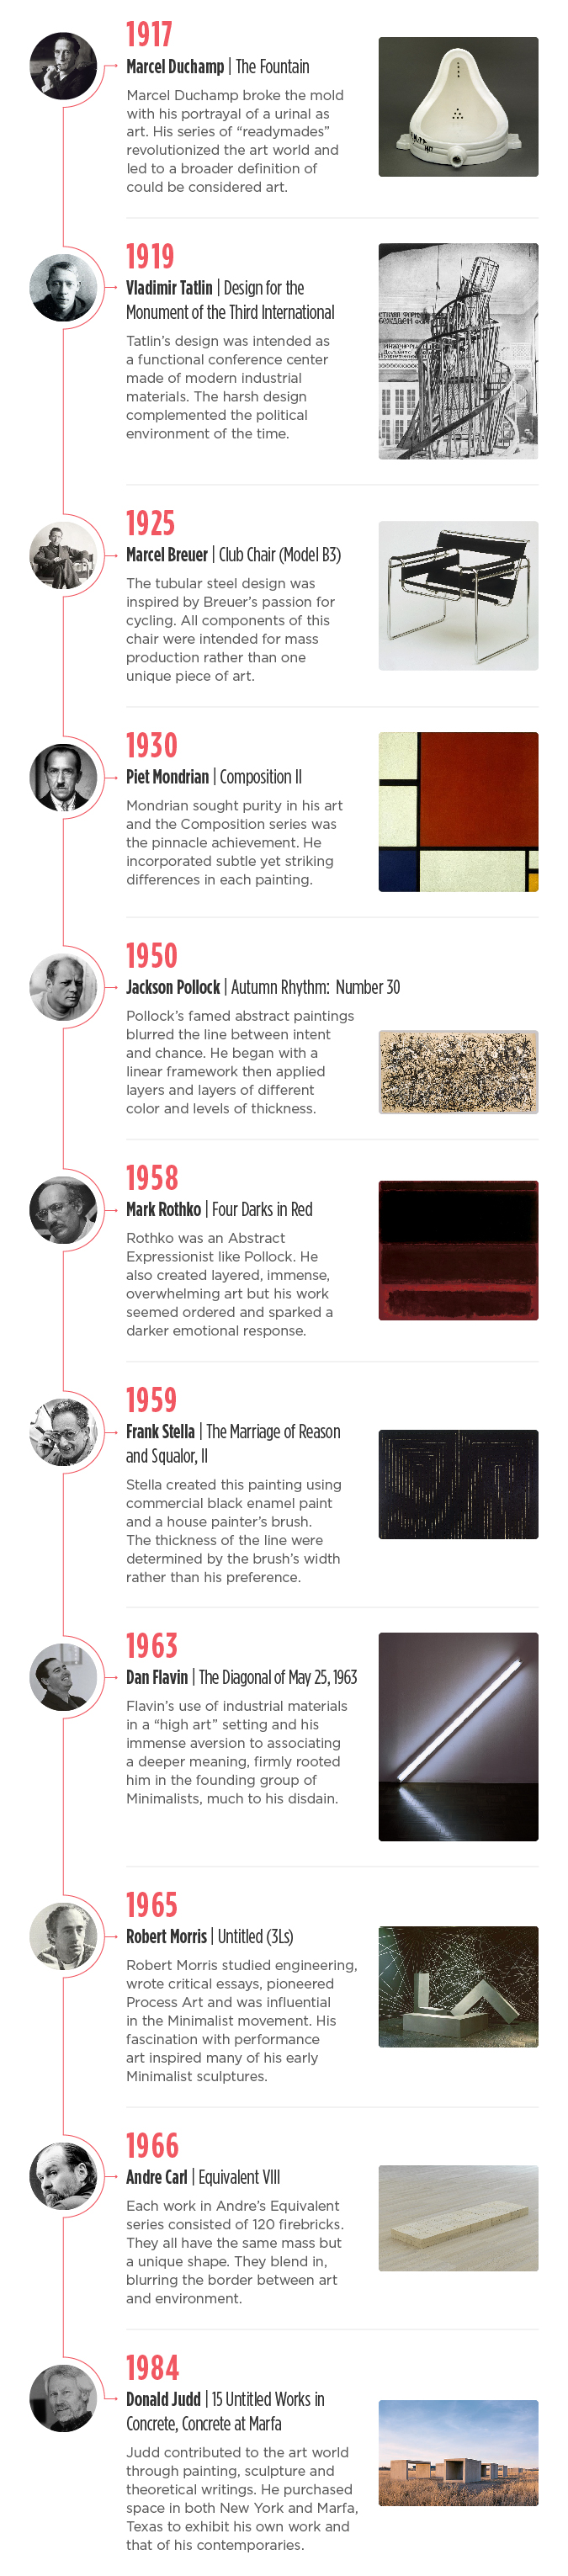 1917
Marcel Duchamp | The Fountain
Marcel Duchamp broke the mold
with his portrayal of a urinal as
art. His series of “readymades”
revolutionized the art world and
led to a broader definition of
could be considered art.
1919
Vladimir Tatlin | Design for the
Monument of the Third International
Tatlin’s design was intended as
a functional conference center
made of modern industrial
materials. The harsh design
complemented the political
environment of the time.
1925
Marcel Breuer | Club Chair (Model B3)
The tubular steel design was
inspired by Breuer’s passion for
cycling. All components of this
chair were intended for mass
production rather than one
unique piece of art.
1930
Piet Mondrian | Composition II
Mondrian sought purity in his art
and the Composition series was
the pinnacle achievement. He
incorporated subtle yet striking
differences in each painting.
1950
Jackson Pollock | Autumn Rhythm: Number 30
Pollock’s famed abstract paintings
blurred the line between intent
and chance. He began with a
linear framework then applied
layers and layers of different
color and levels of thickness.
1958
Mark Rothko | Four Darks in Red
Rothko was an Abstract
Expressionist like Pollock. He
also created layered, immense,
overwhelming art but his work
seemed ordered and sparked a
darker emotional response.
1959
Frank Stella | The Marriage of Reason
and Squalor, II
Stella created this painting using
commercial black enamel paint
and a house painter’s brush.
The thickness of the line were
determined by the brush’s width
rather than his preference.
1963
Dan Flavin | The Diagonal of May 25, 1963
Flavin’s use of industrial materials
in a “high art” setting and his
immense aversion to associating
a deeper meaning, firmly rooted
him in the founding group of
Minimalists, much to his disdain.
1965
Robert Morris | Untitled (3Ls)
Robert Morris studied engineering,
wrote critical essays, pioneered
Process Art and was influential
in the Minimalist movement. His
fascination with performance
art inspired many of his early
Minimalist sculptures.
1966
Andre Carl | Equivalent VIII
Each work in Andre’s Equivalent
series consisted of 120 firebricks.
They all have the same mass but
a unique shape. They blend in,
blurring the border between art
and environment.
1984
Donald Judd | 15 Untitled Works in
Concrete, Concrete at Marfa
Judd contributed to the art world
through painting, sculpture and
theoretical writings. He purchased
space in both New York and Marfa,
Texas to exhibit his own work and
that of his contemporaries.